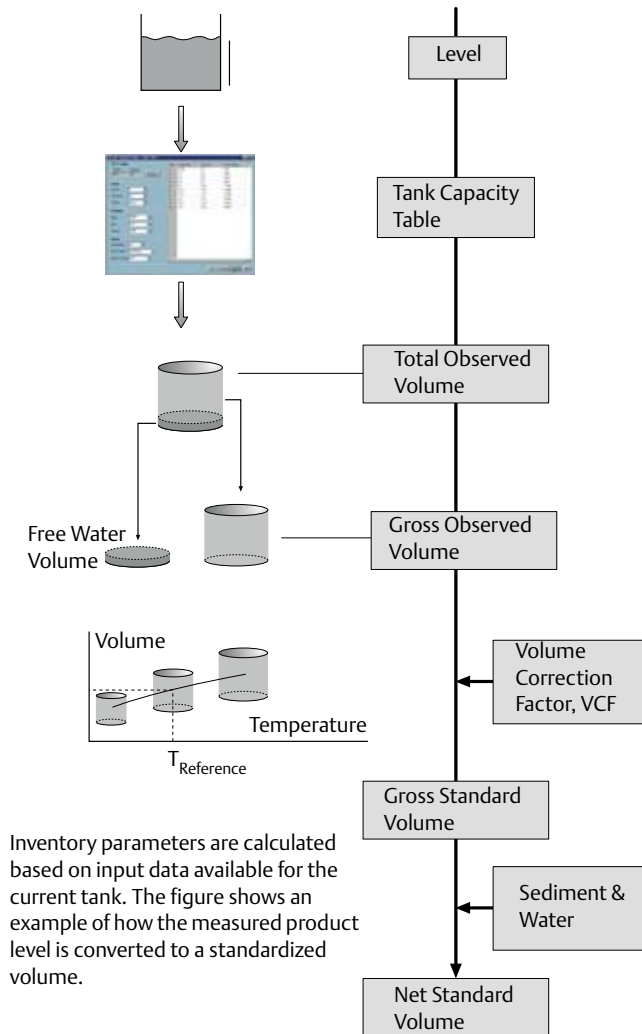 Level
Tank Capacity
Table
Total Observed
Volume
Free Water
Volume
Gross Observed
Volume
Volume
Temperature
T Reference
Volume
Correction
Factor, VCF
Gross Standard
Volume
Inventory parameters are calculated
based on input data available for the
current tank. The figure shows an
example of how the measured product
level is converted to a standardized
volume.
Sediment &
Water
Net Standard
Volume